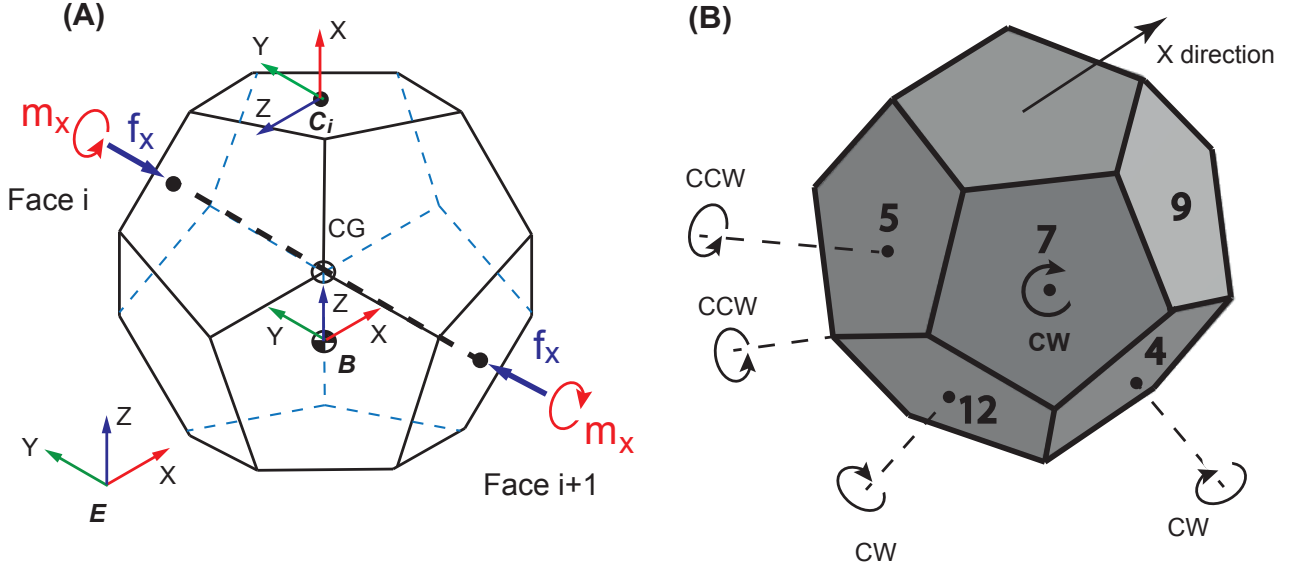 (A)
X
Y
Z
C_i
m_x
f_x
Face i
CG
Z
Y
X
B
f_x
m_x
Face i+1
Z
Y
X
E
(B)
X direction
CCW
5
9
7
CW
CCW
4
12
CW
CW